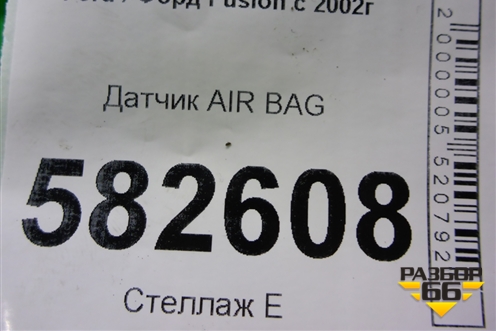 Форд Fusion с 2002г
Датчик AIR BAG
582608
Стеллаж Е
2000005520792
РАЗБОР
66